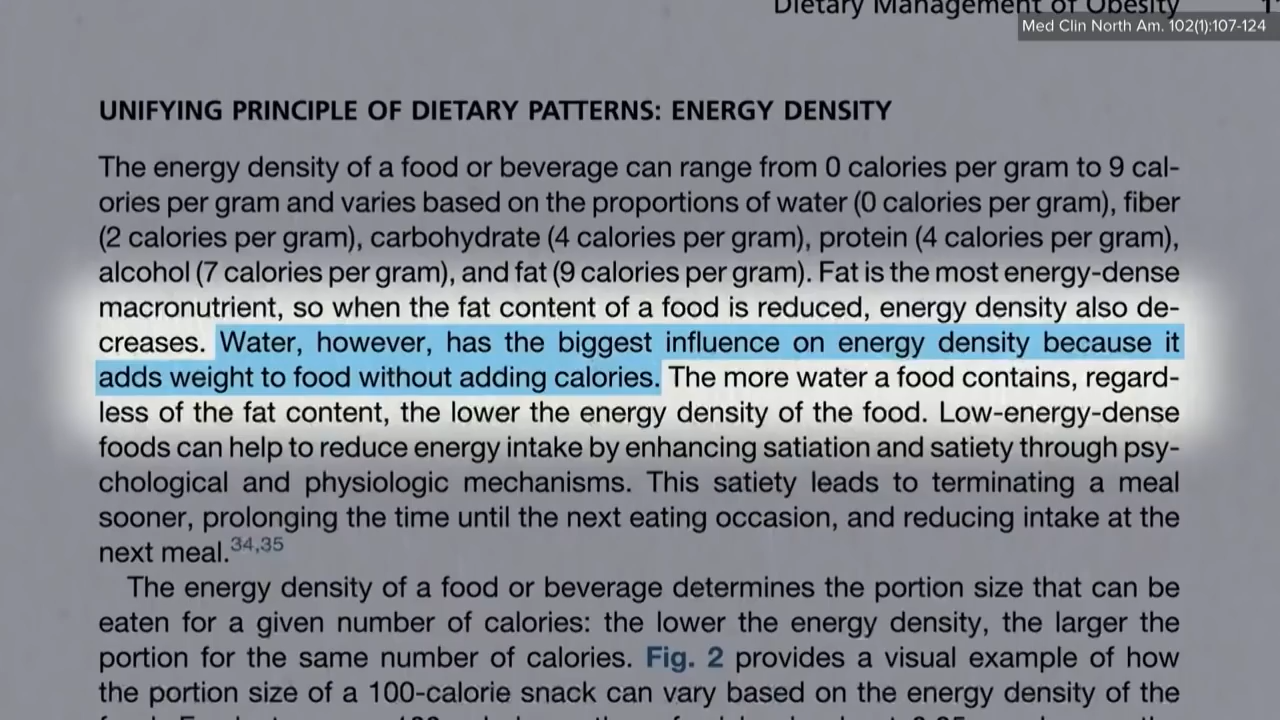 Dietary Management of Obesity
Med Clin North Am. 102(1):107-124
UNIFYING PRINCIPLE OF DIETARY PATTERNS: ENERGY DENSITY
The energy density of a food or beverage can range from 0 calories per gram to 9 cal-
ories per gram and varies based on the proportions of water (0 calories per gram), fiber
(2 calories per gram), carbohydrate (4 calories per gram), protein (4 calories per gram),
alcohol (7 calories per gram), and fat (9 calories per gram). Fat is the most energy-dense
macronutrient, so when the fat content of a food is reduced, energy density also de-
creases. Water, however, has the biggest influence on energy density because it
adds weight to food without adding calories. The more water a food contains, regard-
less of the fat content, the lower the energy density of the food. Low-energy-dense
foods can help to reduce energy intake by enhancing satiation and satiety through psy-
chological and physiologic mechanisms. This satiety leads to terminating a meal
sooner, prolonging the time until the next eating occasion, and reducing intake at the
next meal.34,35
The energy density of a food or beverage determines the portion size that can be
eaten for a given number of calories: the lower the energy density, the larger the
portion for the same number of calories. Fig. 2 provides a visual example of how
the portion size of a 100-calorie snack can vary based on the energy density of the